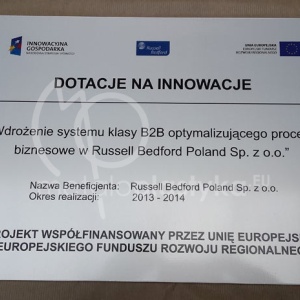 INNOWACYJNA
GOSPODARKA
Russell
Bedford
UNIA EUROPEJSKA
DOTACJE NA INNOWACJE
Wdrożenie systemu klasy B2B optymalizującego proce
biznesowe w Russell Bedford Poland Sp. z o.o."
Nazwa Beneficjenta: Russell Bedford Poland Sp. z o.o.
Okres realizacji: 2013 - 2014
ROJEKT WSPÓŁFINANSOWANY PRZEZ UNIĘ EUROPEJS
EUROPEJSKIEGO FUNDUSZU ROZWOJU REGIONALNEG